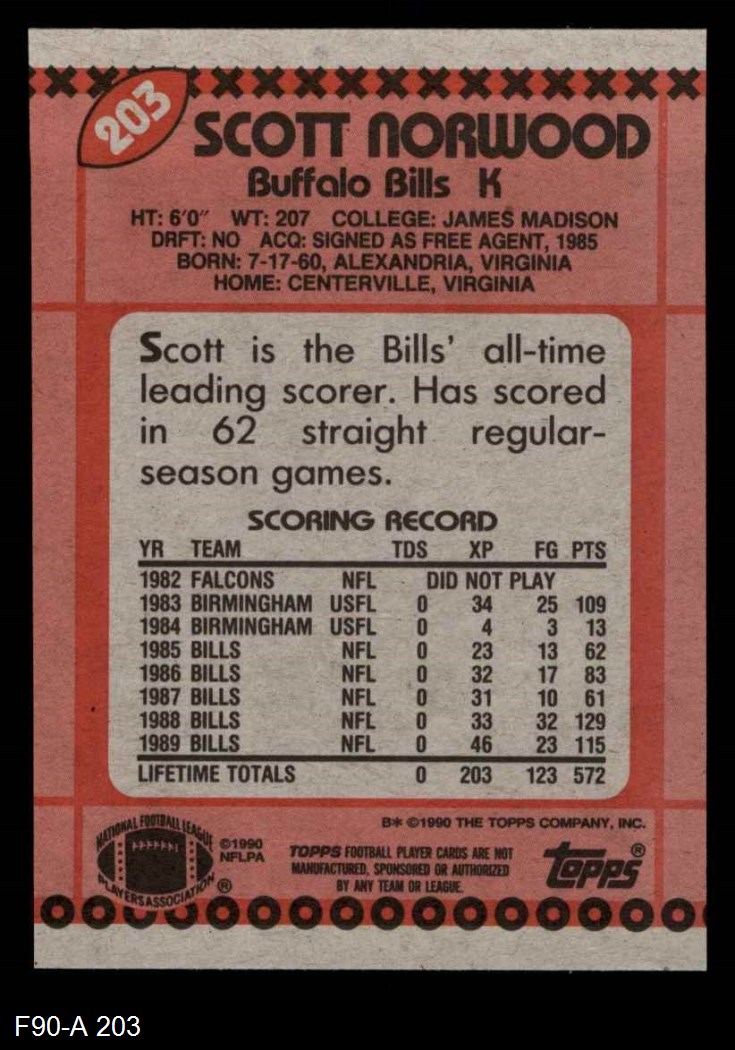 203
SCOTT NORWOOD
Buffalo Bills K
HT: 6'0" WT: 207 COLLEGE: JAMES MADISON
DRFT: NO ACQ: SIGNED AS FREE AGENT, 1985
BORN: 7-17-60, ALEXANDRIA, VIRGINIA
HOME: CENTERVILLE, VIRGINIA
Scott is the Bills' all-time
leading scorer. Has scored
in 62 straight regular-
season games.
SCORING RECORD
YR TEAM TDS XP FG PTS
1982 FALCONS NFL DID NOT PLAY
1983 BIRMINGHAM USFL 0 34 25 109
1984 BIRMINGHAM USFL 0 4 3 13
1985 BILLS NFL 0 23 13 62
1986 BILLS NFL 0 32 17 83
1987 BILLS NFL 0 31 10 61
1988 BILLS NFL 0 33 32 129
1989 BILLS NFL 0 46 23 115
LIFETIME TOTALS 0 203 123 572
B* ©1990 THE TOPPS COMPANY, INC.
NATIONAL FOOTBALL LEAGUE
PLAYERS ASSOCIATION ®
©1990
NFLPA
TOPPS FOOTBALL PLAYER CARDS ARE NOT
MANUFACTURED, SPONSORED OR AUTHORIZED
BY ANY TEAM OR LEAGUE.
topps ®
F90-A 203